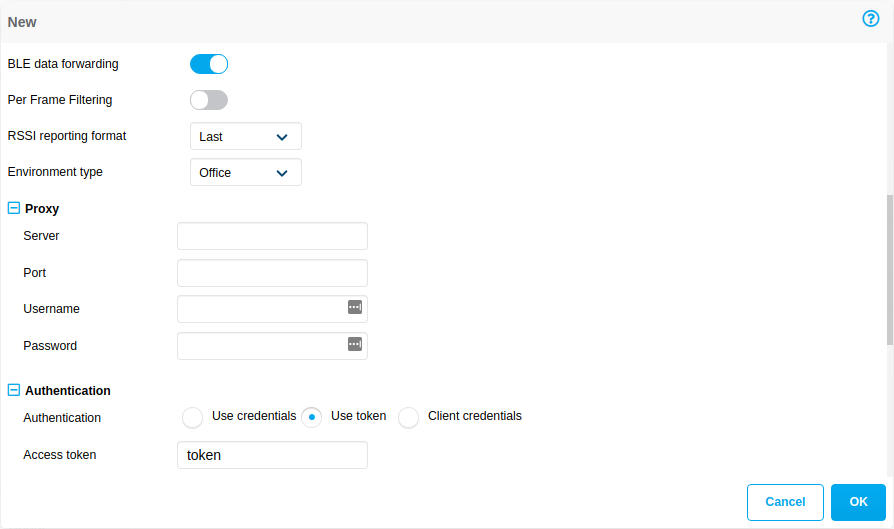 New
BLE data forwarding
Per Frame Filtering
RSSI reporting format Last
Environment type Office
Proxy
Server
Port
Username
Password
Authentication
Authentication Use credentials Use token Client credentials
Access token token
Cancel OK